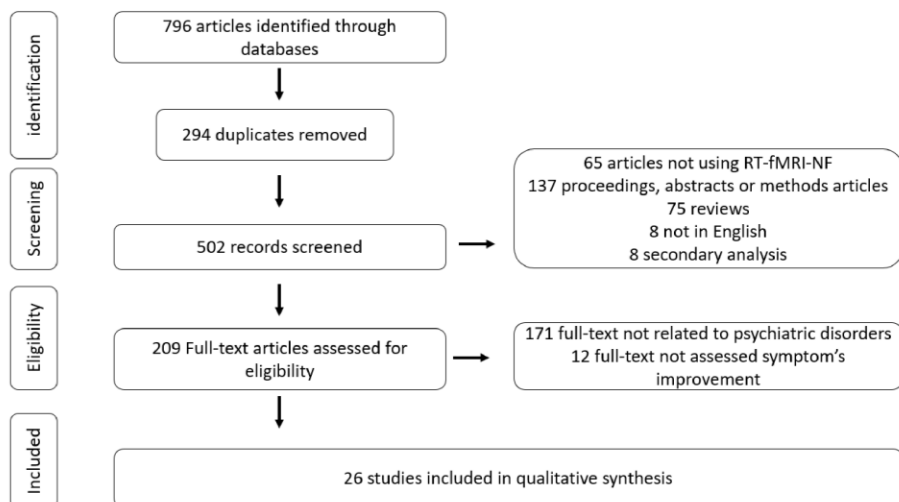 identification
796 articles identified through
databases
294 duplicates removed
Screening
502 records screened
65 articles not using RT-fMRI-NF
137 proceedings, abstracts or methods articles
75 reviews
8 not in English
8 secondary analysis
Eligibility
209 Full-text articles assessed for
eligibility
171 full-text not related to psychiatric disorders
12 full-text not assessed symptom's
improvement
Included
26 studies included in qualitative synthesis